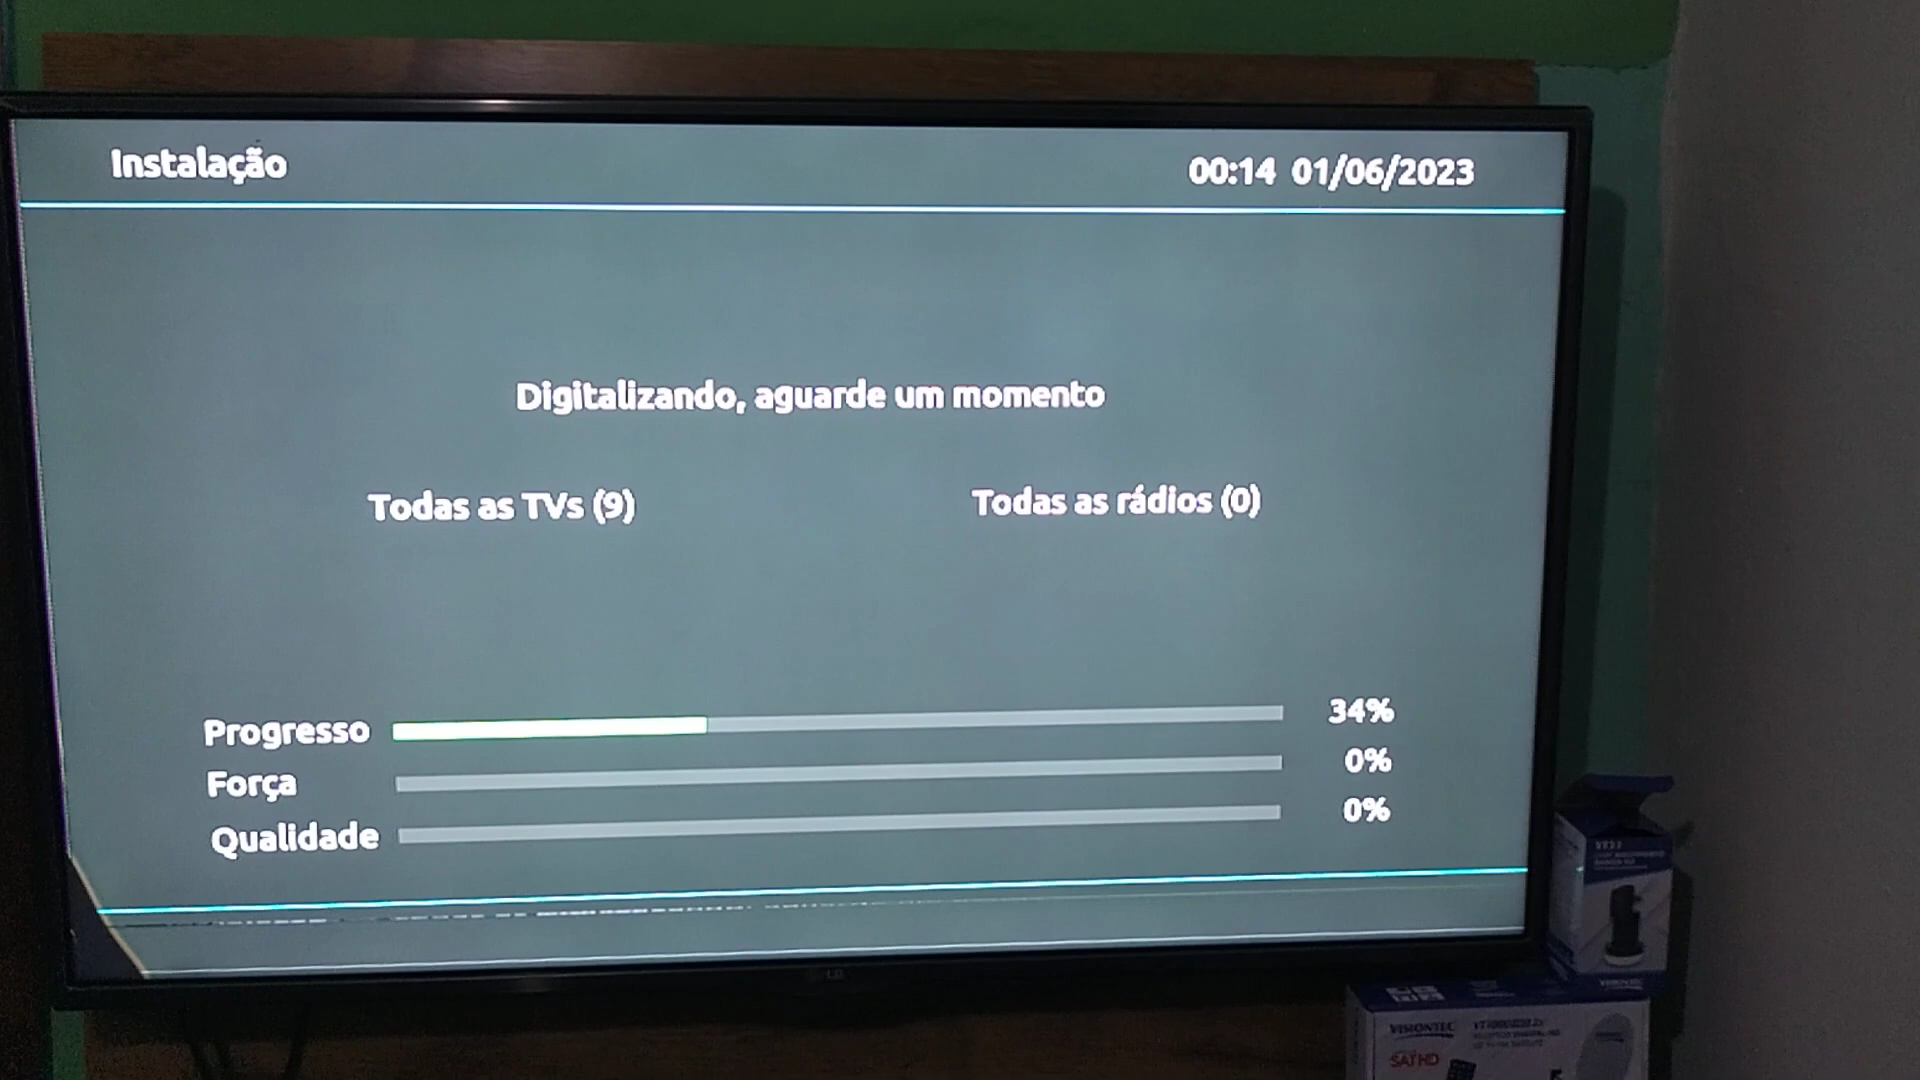 Instalação
00:14 01/06/2023
Digitalizando, aguarde um momento
Todas as TVs (9)
Todas as rádios (0)
Progresso 34%
Força 0%
Qualidade 0%
LG
VISIONTEC
SAT HD